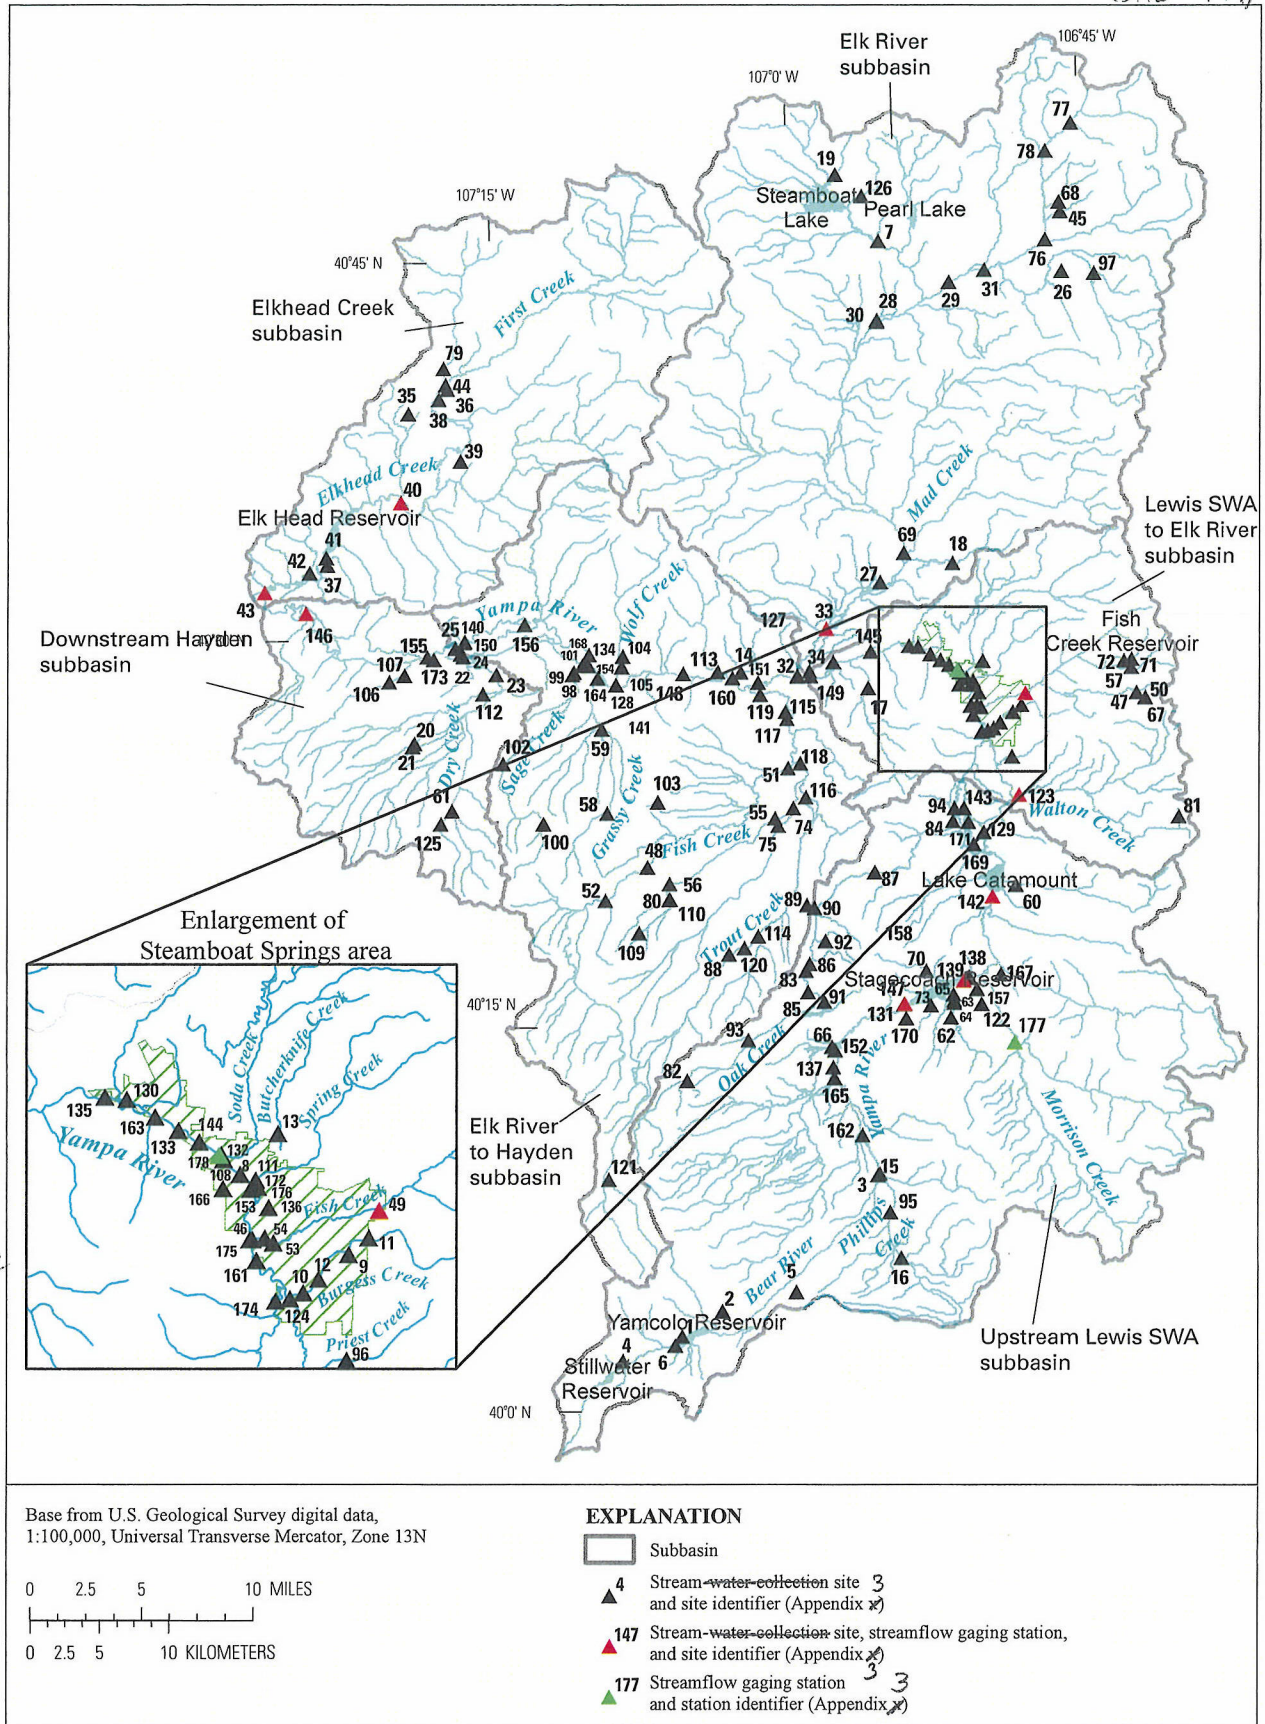 Elk River
subbasin
106°45' W
107°0' W
77
78
19
126
Steamboat
Lake
Pearl Lake
68
45
7
76
97
107°15' W
40°45' N
31
26
29
28
30
Elkhead Creek
subbasin
First Creek
79
44
35
36
38
39
Elkhead Creek
40
Elk Head Reservoir
Mad Creek
Lewis SWA
to Elk River
subbasin
69
18
27
41
42
37
43
146
Wolf Creek
Yampa River
127
33
145
Fish
Creek Reservoir
Downstream Hayden
subbasin
25
140
150
156
155
173
24
22
23
107
106
112
168
134
104
101
154
99
98
164
105
128
148
113
14
160
151
32
34
149
119
115
117
17
72
71
57
50
47
67
20
21
Dry Creek
102
Sage Creek
59
141
51
118
103
58
Grassy Creek
61
125
100
55
116
74
75
Fish Creek
48
123
143
94
84
171
129
169
Walton Creek
81
Lake Catamount
87
142
60
52
56
80
110
109
89
90
Trout Creek
114
88
120
92
158
86
83
85
91
70
139
138
167
Stagecoach Reservoir
147
73
65
63
64
157
131
170
62
122
177
40°15' N
93
Oak Creek
82
66
152
137
165
Yampa River
162
Morrison Creek
Elk River
to Hayden
subbasin
121
15
3
95
Phillips
Creek
16
Bear River
5
2
Yamcolo Reservoir
1
6
4
Stillwater
Reservoir
40°0' N
Upstream Lewis SWA
subbasin
Enlargement of
Steamboat Springs area
Soda Creek
Butcherknife Creek
Spring Creek
130
135
163
133
144
13
Yampa River
132
178
108
8
111
172
176
166
153
136
Fish Creek
49
46
54
53
175
161
11
9
12
10
Burgess Creek
174
124
Priest Creek
96
Base from U.S. Geological Survey digital data,
1:100,000, Universal Transverse Mercator, Zone 13N
0 2.5 5 10 MILES
0 2.5 5 10 KILOMETERS
EXPLANATION
Subbasin
4 Stream-water-collection site 3
and site identifier (Appendix x)
147 Stream-water-collection site, streamflow gaging station,
and site identifier (Appendix x)
3
177 Streamflow gaging station 3
and station identifier (Appendix x)